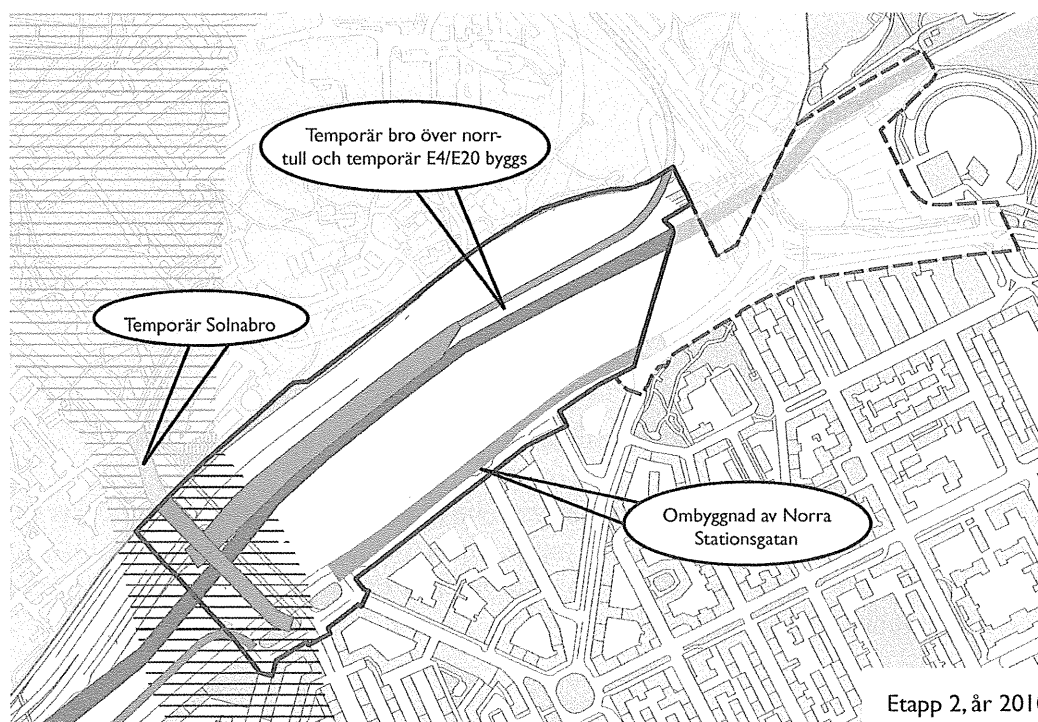 Temporär bro över norr-
tull och temporär E4/E20 byggs
Temporär Solnabro
Ombyggnad av Norra
Stationsgatan
Etapp 2, år 2010